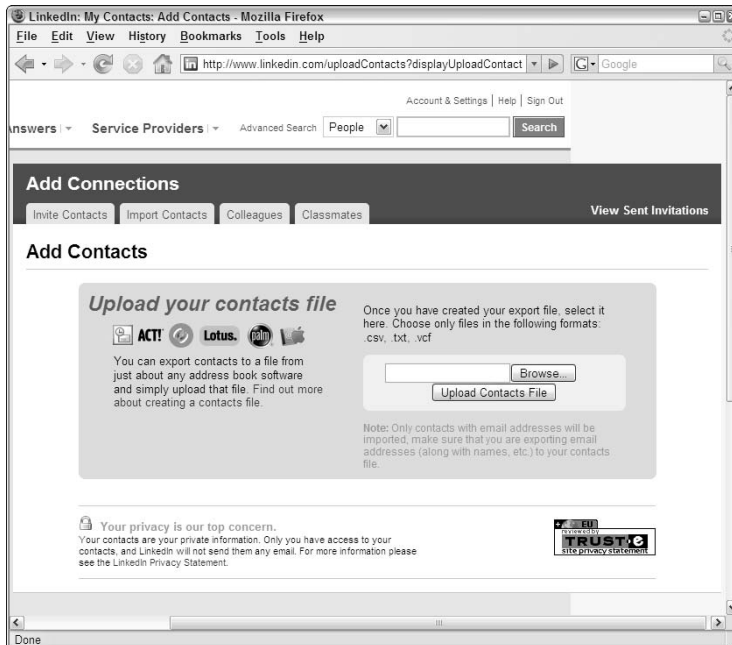 LinkedIn: My Contacts: Add Contacts - Mozilla Firefox
File Edit View History Bookmarks Tools Help
http://www.linkedin.com/uploadContacts?displayUploadContact
G Google
Account & Settings | Help | Sign Out
nswers Service Providers Advanced Search People Search
Add Connections
Invite Contacts Import Contacts Colleagues Classmates View Sent Invitations
Add Contacts
Upload your contacts file
ACT! Lotus. palm
You can export contacts to a file from
just about any address book software
and simply upload that file. Find out more
about creating a contacts file.
Once you have created your export file, select it
here. Choose only files in the following formats:
.csv, .txt, .vcf
Browse...
Upload Contacts File
Note: Only contacts with email addresses will be
imported, make sure that you are exporting email
addresses (along with names, etc.) to your contacts
file.
Your privacy is our top concern.
Your contacts are your private information. Only you have access to your
contacts, and LinkedIn will not send them any email. For more information please
see the LinkedIn Privacy Statement.
EU
reviewed by
TRUSTe
site privacy statement
Done